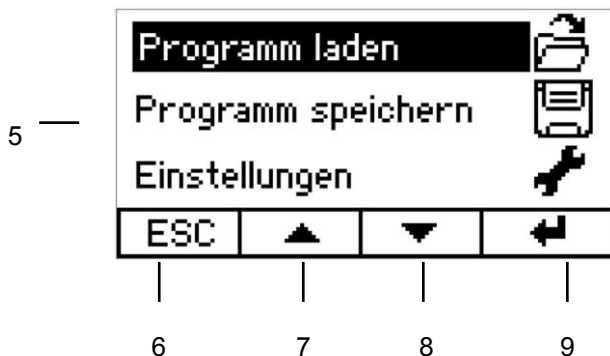 Programm laden
5
Programm speichern
Einstellungen
ESC
6 7 8 9